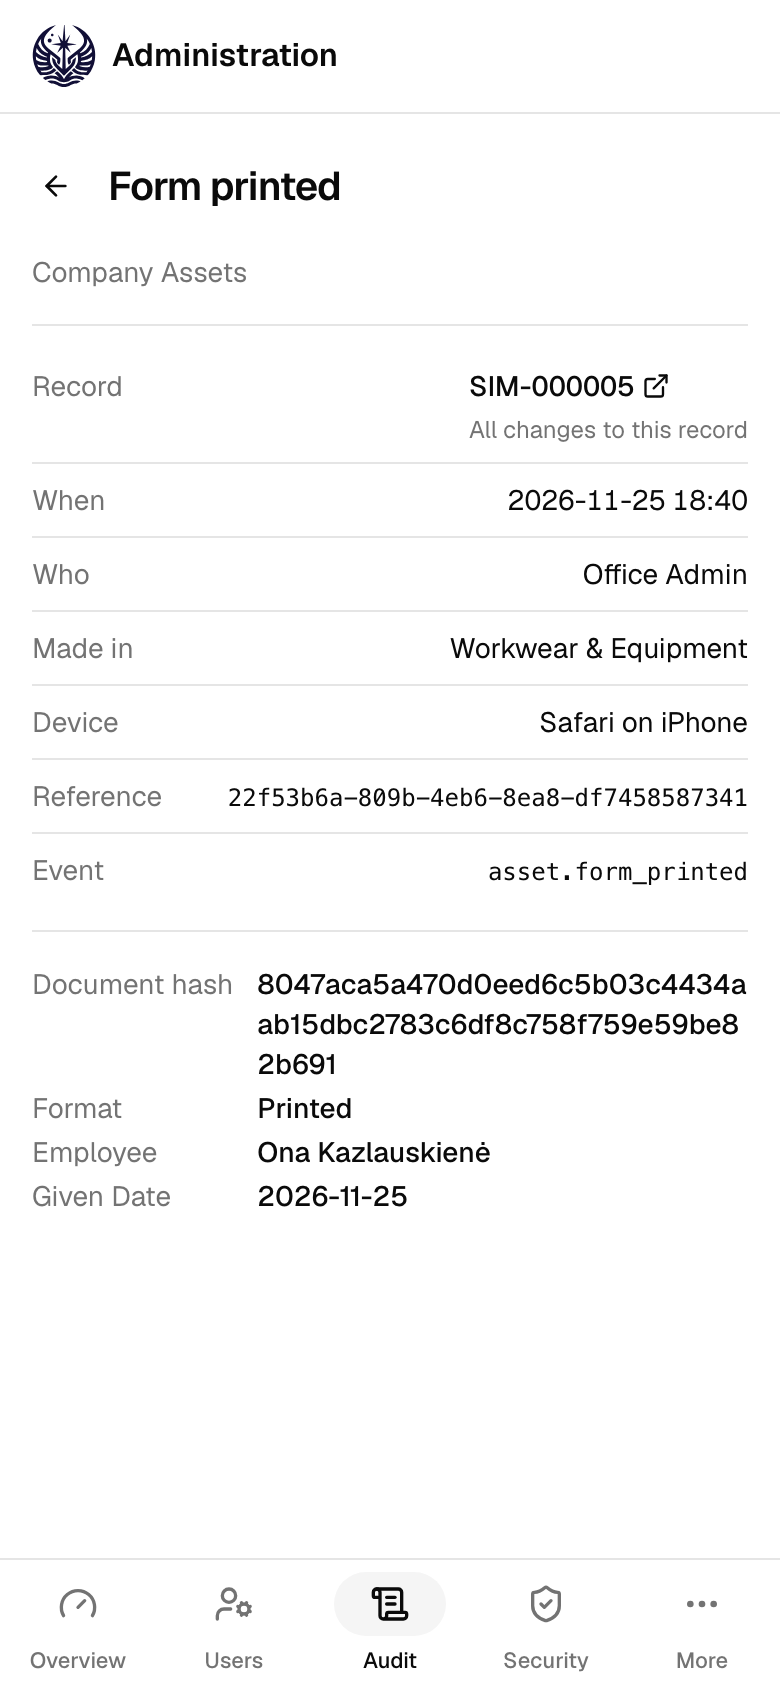 Administration
Form printed
Company Assets
Record
SIM-000005
All changes to this record
When
2026-11-25 18:40
Who
Office Admin
Made in
Workwear & Equipment
Device
Safari on iPhone
Reference
22f53b6a-809b-4eb6-8ea8-df7458587341
Event
asset.form_printed
Document hash
8047aca5a470d0eed6c5b03c4434a
ab15dbc2783c6df8c758f759e59be8
2b691
Format
Printed
Employee
Ona Kazlauskienė
Given Date
2026-11-25
Overview
Users
Audit
Security
More